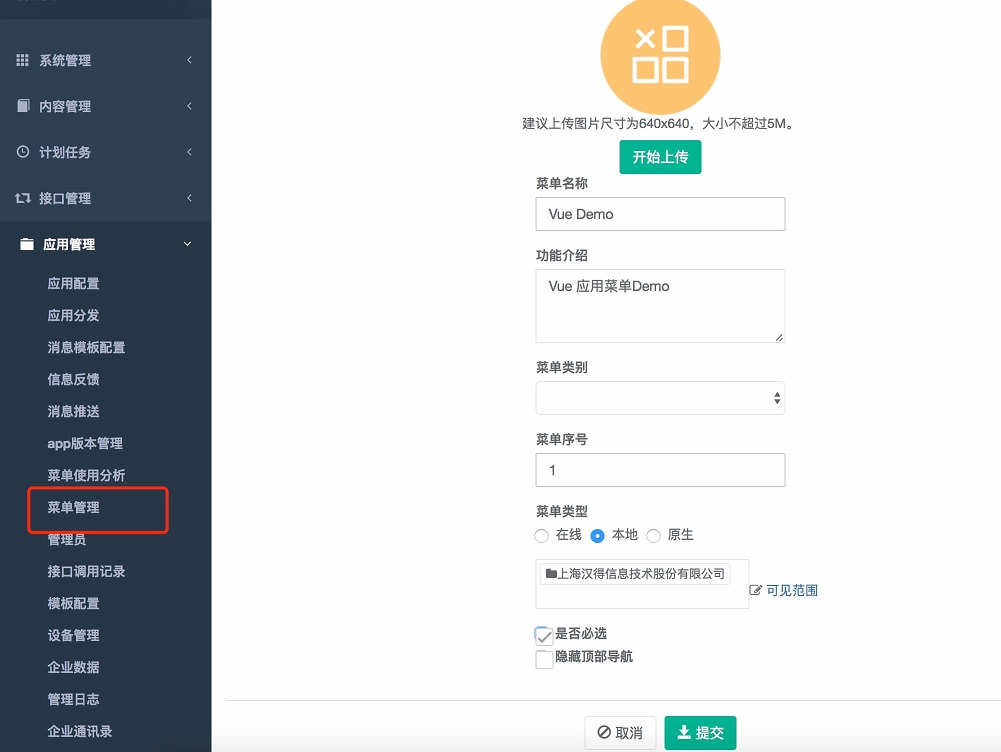 系统管理
内容管理
计划任务
接口管理
应用管理
应用配置
应用分发
消息模板配置
信息反馈
消息推送
app版本管理
菜单使用分析
菜单管理
管理员
接口调用记录
模板配置
设备管理
企业数据
管理日志
企业通讯录
建议上传图片尺寸为640x640，大小不超过5M。
开始上传
菜单名称
Vue Demo
功能介绍
Vue 应用菜单Demo
菜单类别
菜单序号
1
菜单类型
在线 本地 原生
上海汉得信息技术股份有限公司
可见范围
是否必选
隐藏顶部导航
取消 提交